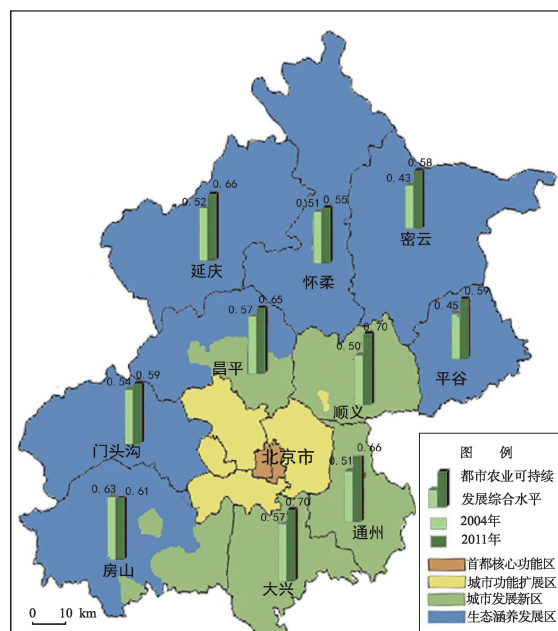 0.58
0.43
0.66
0.52
0.51
0.55
密云
延庆
怀柔
0.59
0.45
0.65
0.57
0.70
0.50
昌平
平谷
0.59
0.54
顺义
门头沟
北京市
0.66
0.51
0.63
0.61
0.70
0.57
通州
房山
大兴
0 10 km
图 例
都市农业可持续
发展综合水平
2004年
2011年
首都核心功能区
城市功能扩展区
城市发展新区
生态涵养发展区